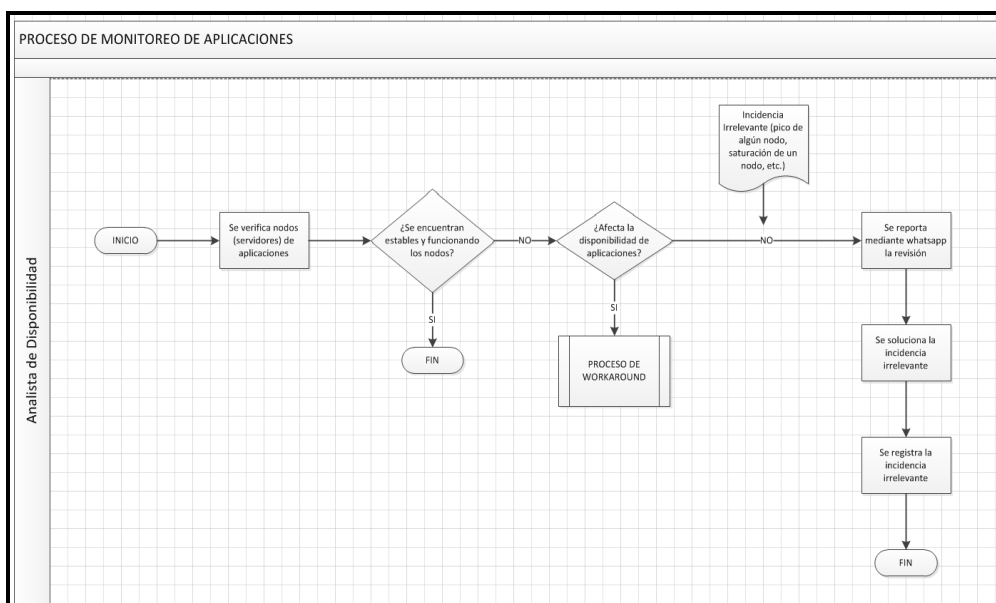 PROCESO DE MONITOREO DE APLICACIONES
Analista de Disponibilidad
INICIO
Se verifica nodos
(servidores) de
aplicaciones
¿Se encuentran
estables y funcionando
los nodos?
SI
FIN
NO
¿Afecta la
disponibilidad de
aplicaciones?
SI
PROCESO DE
WORKAROUND
Incidencia
Irrelevante (pico de
algún nodo,
saturación de un
nodo, etc.)
NO
Se reporta
mediante whatsapp
la revisión
Se soluciona la
incidencia
irrelevante
Se registra la
incidencia
irrelevante
FIN